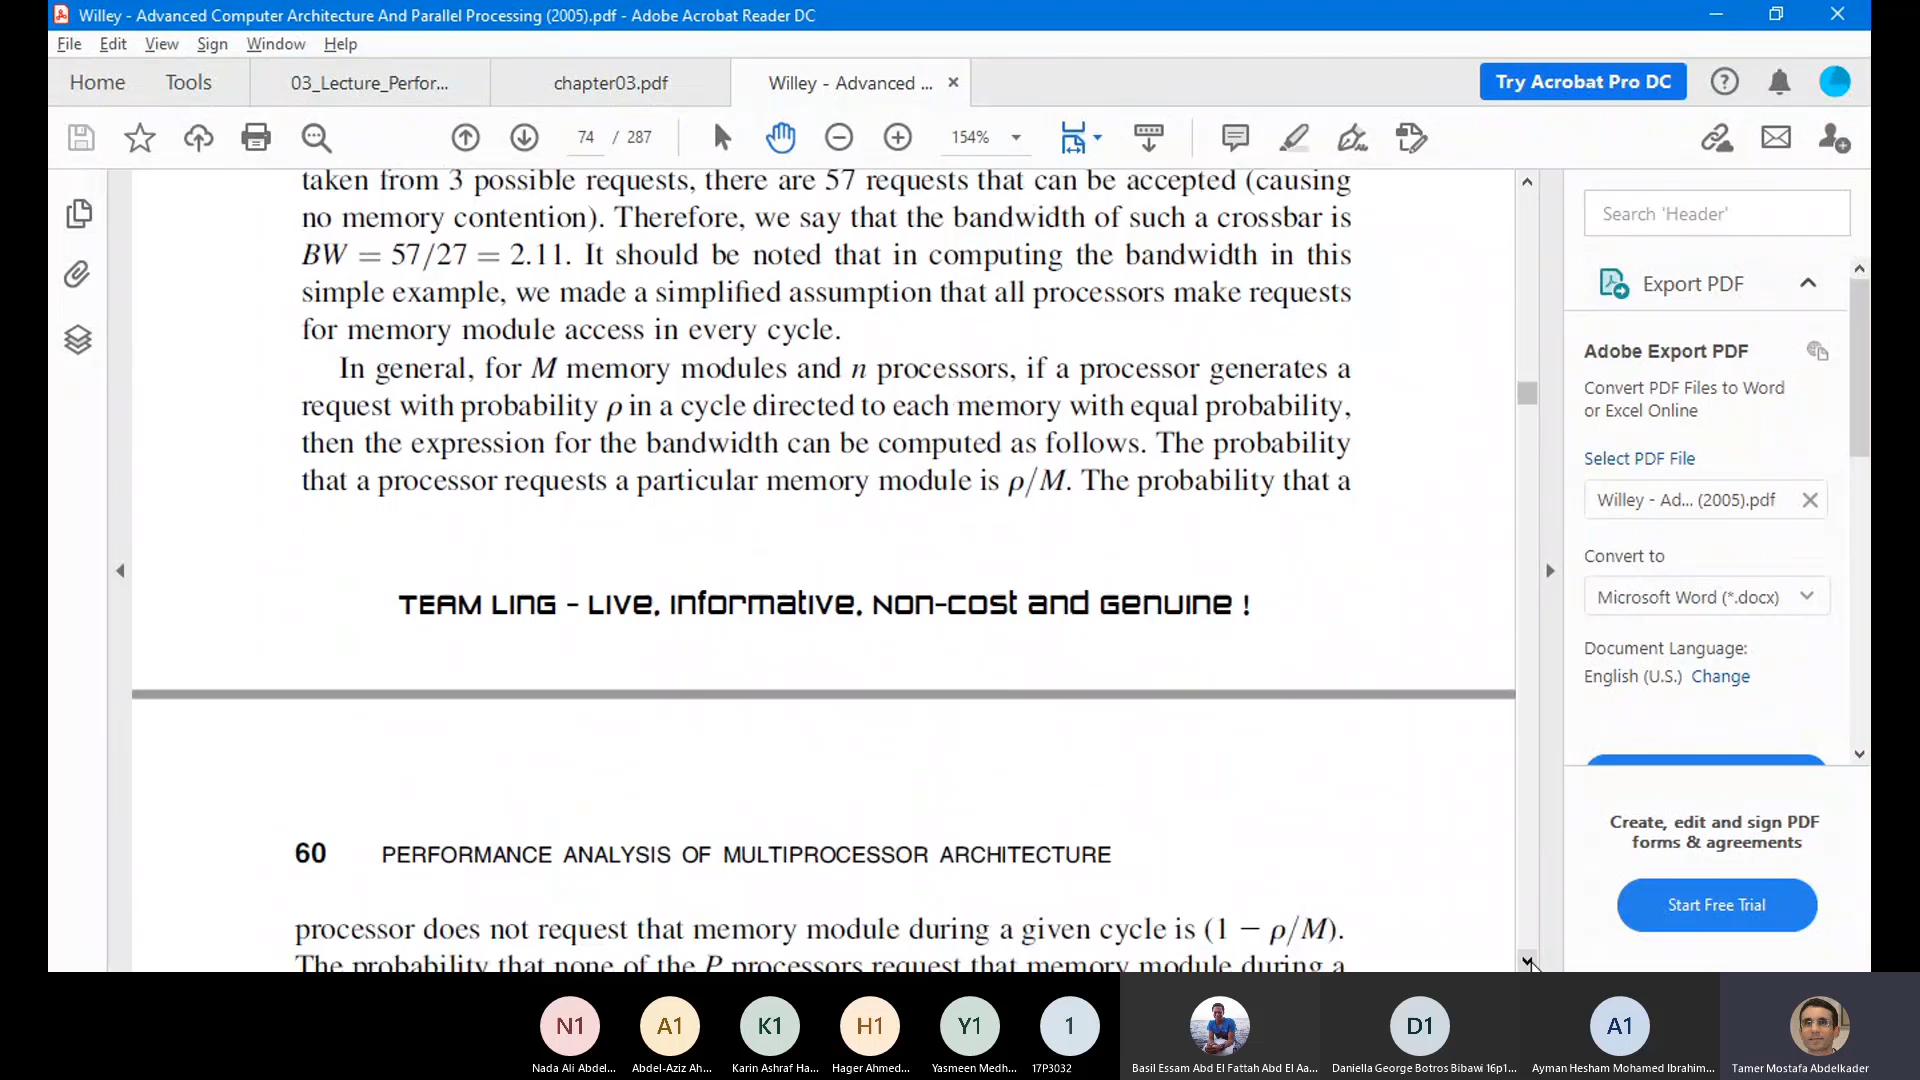 Willey - Advanced Computer Architecture And Parallel Processing (2005).pdf - Adobe Acrobat Reader DC
File Edit View Sign Window Help
Home Tools 03_Lecture_Perfor... chapter03.pdf Willey - Advanced ...
Try Acrobat Pro DC
74 / 287 154%
taken from 3 possible requests, there are 57 requests that can be accepted (causing
no memory contention). Therefore, we say that the bandwidth of such a crossbar is
BW = 57/27 = 2.11. It should be noted that in computing the bandwidth in this
simple example, we made a simplified assumption that all processors make requests
for memory module access in every cycle.
In general, for M memory modules and n processors, if a processor generates a
request with probability ρ in a cycle directed to each memory with equal probability,
then the expression for the bandwidth can be computed as follows. The probability
that a processor requests a particular memory module is ρ/M. The probability that a
TEAM LING - Live, Informative, Non-cost and Genuine !
60 PERFORMANCE ANALYSIS OF MULTIPROCESSOR ARCHITECTURE
processor does not request that memory module during a given cycle is (1 − ρ/M).
The probability that none of the P processors request that memory module during a
Search 'Header'
Export PDF
Adobe Export PDF
Convert PDF Files to Word
or Excel Online
Select PDF File
Willey - Ad... (2005).pdf
Convert to
Microsoft Word (*.docx)
Document Language:
English (U.S.) Change
Create, edit and sign PDF
forms & agreements
Start Free Trial
N1 A1 K1 H1 Y1 1 D1 A1
Nada Ali Abdel... Abdel-Aziz Ah... Karin Ashraf Ha... Hager Ahmed... Yasmeen Medh... 17P3032 Basil Essam Abd El Fattah Abd El Aa... Daniella George Botros Bibawi 16p1... Ayman Hesham Mohamed Ibrahim... Tamer Mostafa Abdelkader